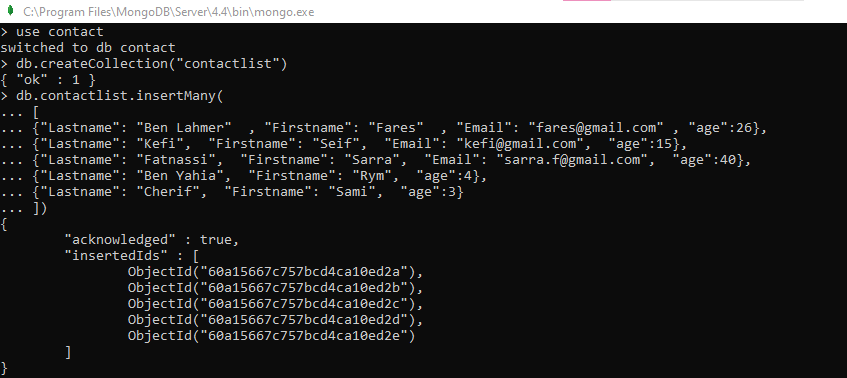 C:\Program Files\MongoDB\Server\4.4\bin\mongo.exe
> use contact
switched to db contact
> db.createCollection("contactlist")
{ "ok" : 1 }
> db.contactlist.insertMany(
... [
... {"Lastname": "Ben Lahmer"  , "Firstname": "Fares"  , "Email": "fares@gmail.com" , "age":26},
... {"Lastname": "Kefi",  "Firstname": "Seif",  "Email": "kefi@gmail.com",  "age":15},
... {"Lastname": "Fatnassi",  "Firstname": "Sarra",  "Email": "sarra.f@gmail.com",  "age":40},
... {"Lastname": "Ben Yahia",  "Firstname": "Rym",  "age":4},
... {"Lastname": "Cherif",  "Firstname": "Sami",  "age":3}
... ])
{
        "acknowledged" : true,
        "insertedIds" : [
                ObjectId("60a15667c757bcd4ca10ed2a"),
                ObjectId("60a15667c757bcd4ca10ed2b"),
                ObjectId("60a15667c757bcd4ca10ed2c"),
                ObjectId("60a15667c757bcd4ca10ed2d"),
                ObjectId("60a15667c757bcd4ca10ed2e")
        ]
}